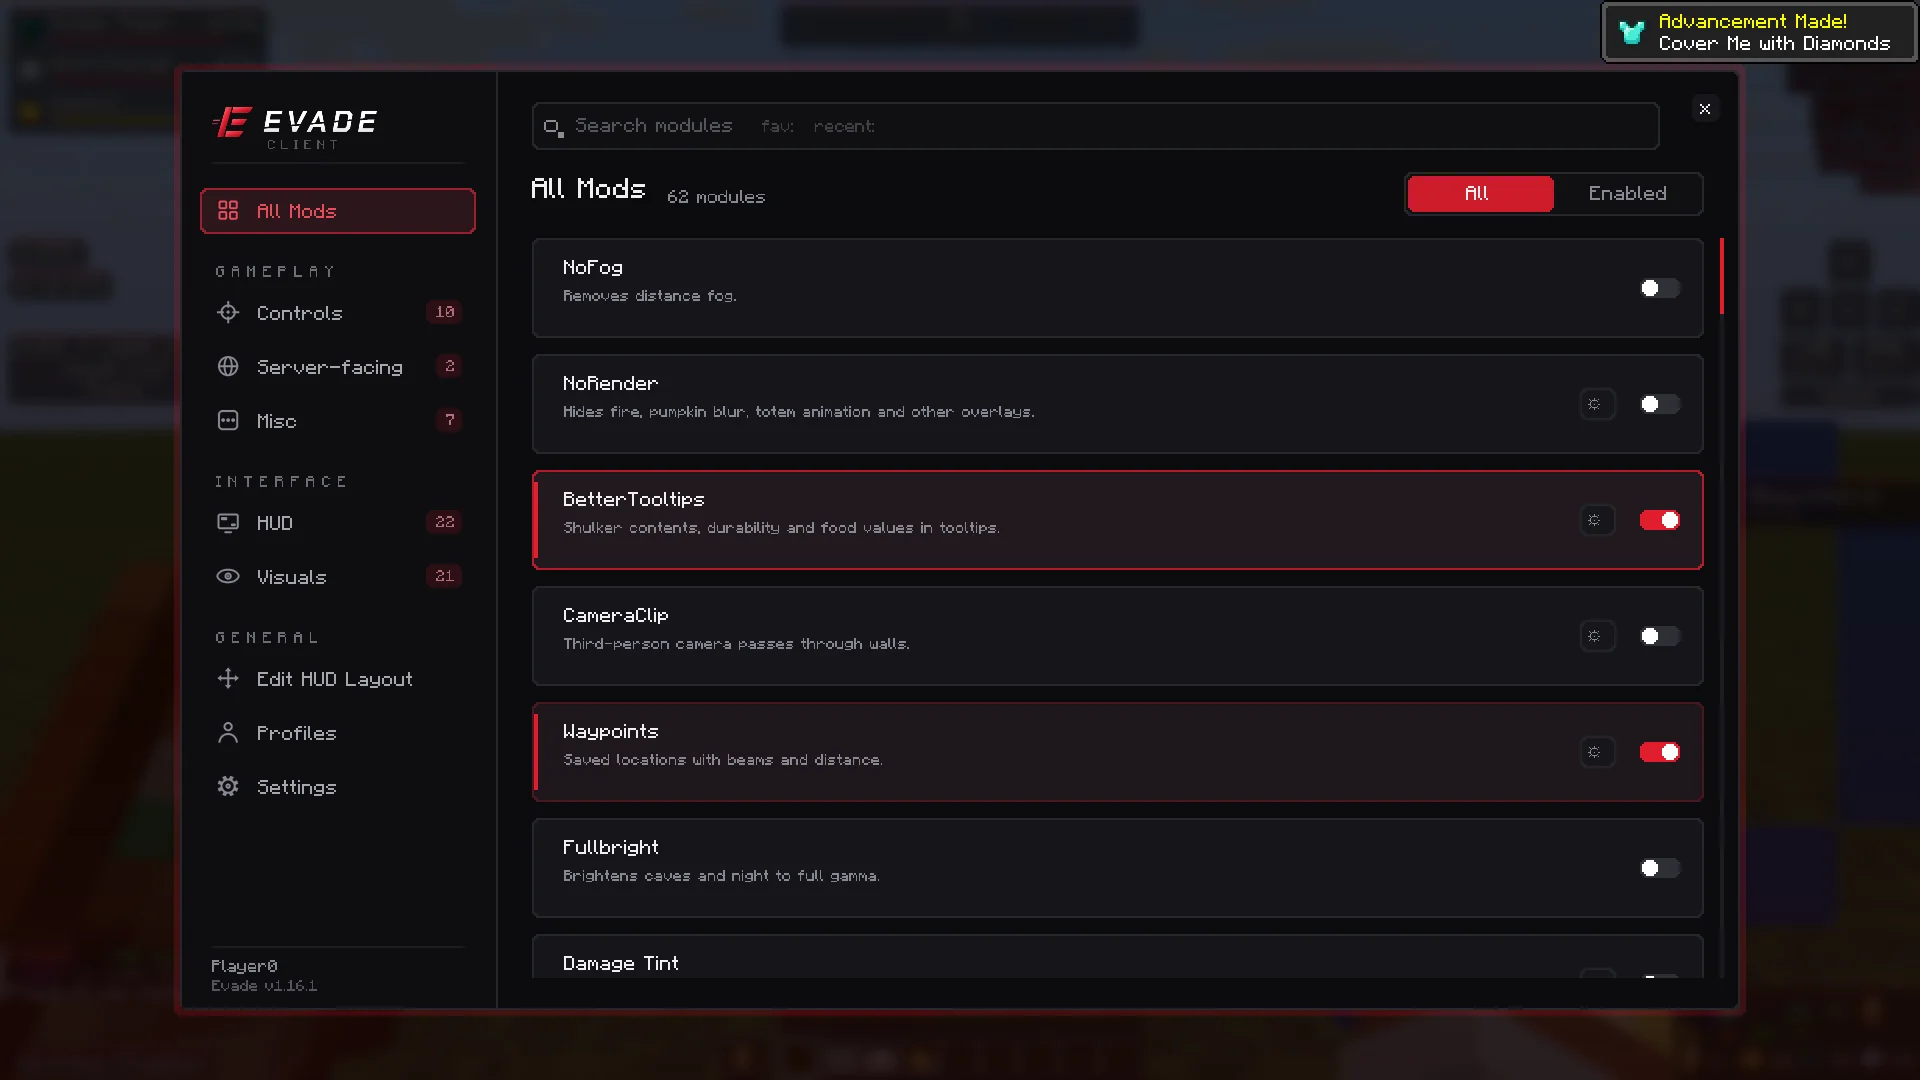 Advancement Made!
Cover Me with Diamonds
EVADE
CLIENT
Search modules fav: recent:
All Mods 62 modules
All Enabled
All Mods
GAMEPLAY
Controls 10
Server-facing 2
Misc 7
INTERFACE
HUD 22
Visuals 21
GENERAL
Edit HUD Layout
Profiles
Settings
Player0
Evade v1.16.1
NoFog
Removes distance fog.
NoRender
Hides fire, pumpkin blur, totem animation and other overlays.
BetterTooltips
Shulker contents, durability and food values in tooltips.
CameraClip
Third-person camera passes through walls.
Waypoints
Saved locations with beams and distance.
Fullbright
Brightens caves and night to full gamma.
Damage Tint